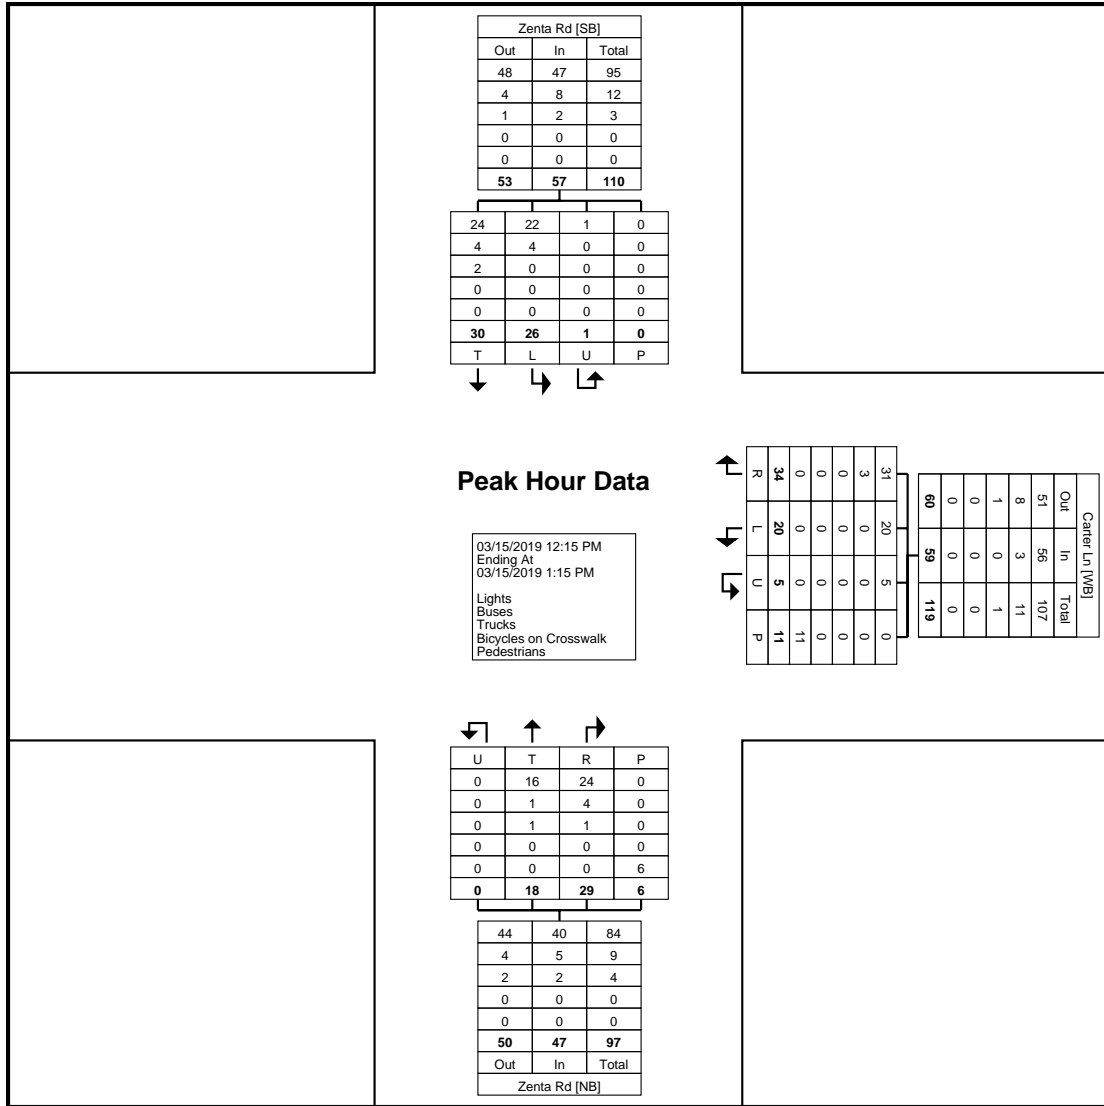 Zenta Rd [SB]
Out In Total
48 47 95
4 8 12
1 2 3
0 0 0
0 0 0
53 57 110
24 22 1 0
4 4 0 0
2 0 0 0
0 0 0 0
0 0 0 0
30 26 1 0
T L U P
Peak Hour Data
03/15/2019 12:15 PM
Ending At
03/15/2019 1:15 PM
Lights
Buses
Trucks
Bicycles on Crosswalk
Pedestrians
Carter Ln [WB]
Out In Total
51 56 107
8 3 11
1 0 1
0 0 0
0 0 0
60 59 119
31 20 5 0
3 0 0 0
0 0 0 0
0 0 0 0
0 0 0 11
34 20 5 11
R L U P
U T R P
0 16 24 0
0 1 4 0
0 1 1 0
0 0 0 0
0 0 0 6
0 18 29 6
44 40 84
4 5 9
2 2 4
0 0 0
0 0 0
50 47 97
Out In Total
Zenta Rd [NB]